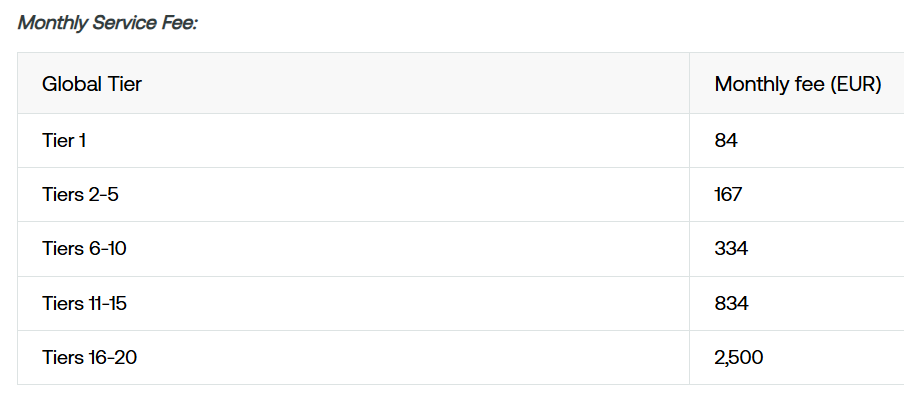 Monthly Service Fee:
Global Tier Monthly fee (EUR)
Tier 1 84
Tiers 2-5 167
Tiers 6-10 334
Tiers 11-15 834
Tiers 16-20 2,500